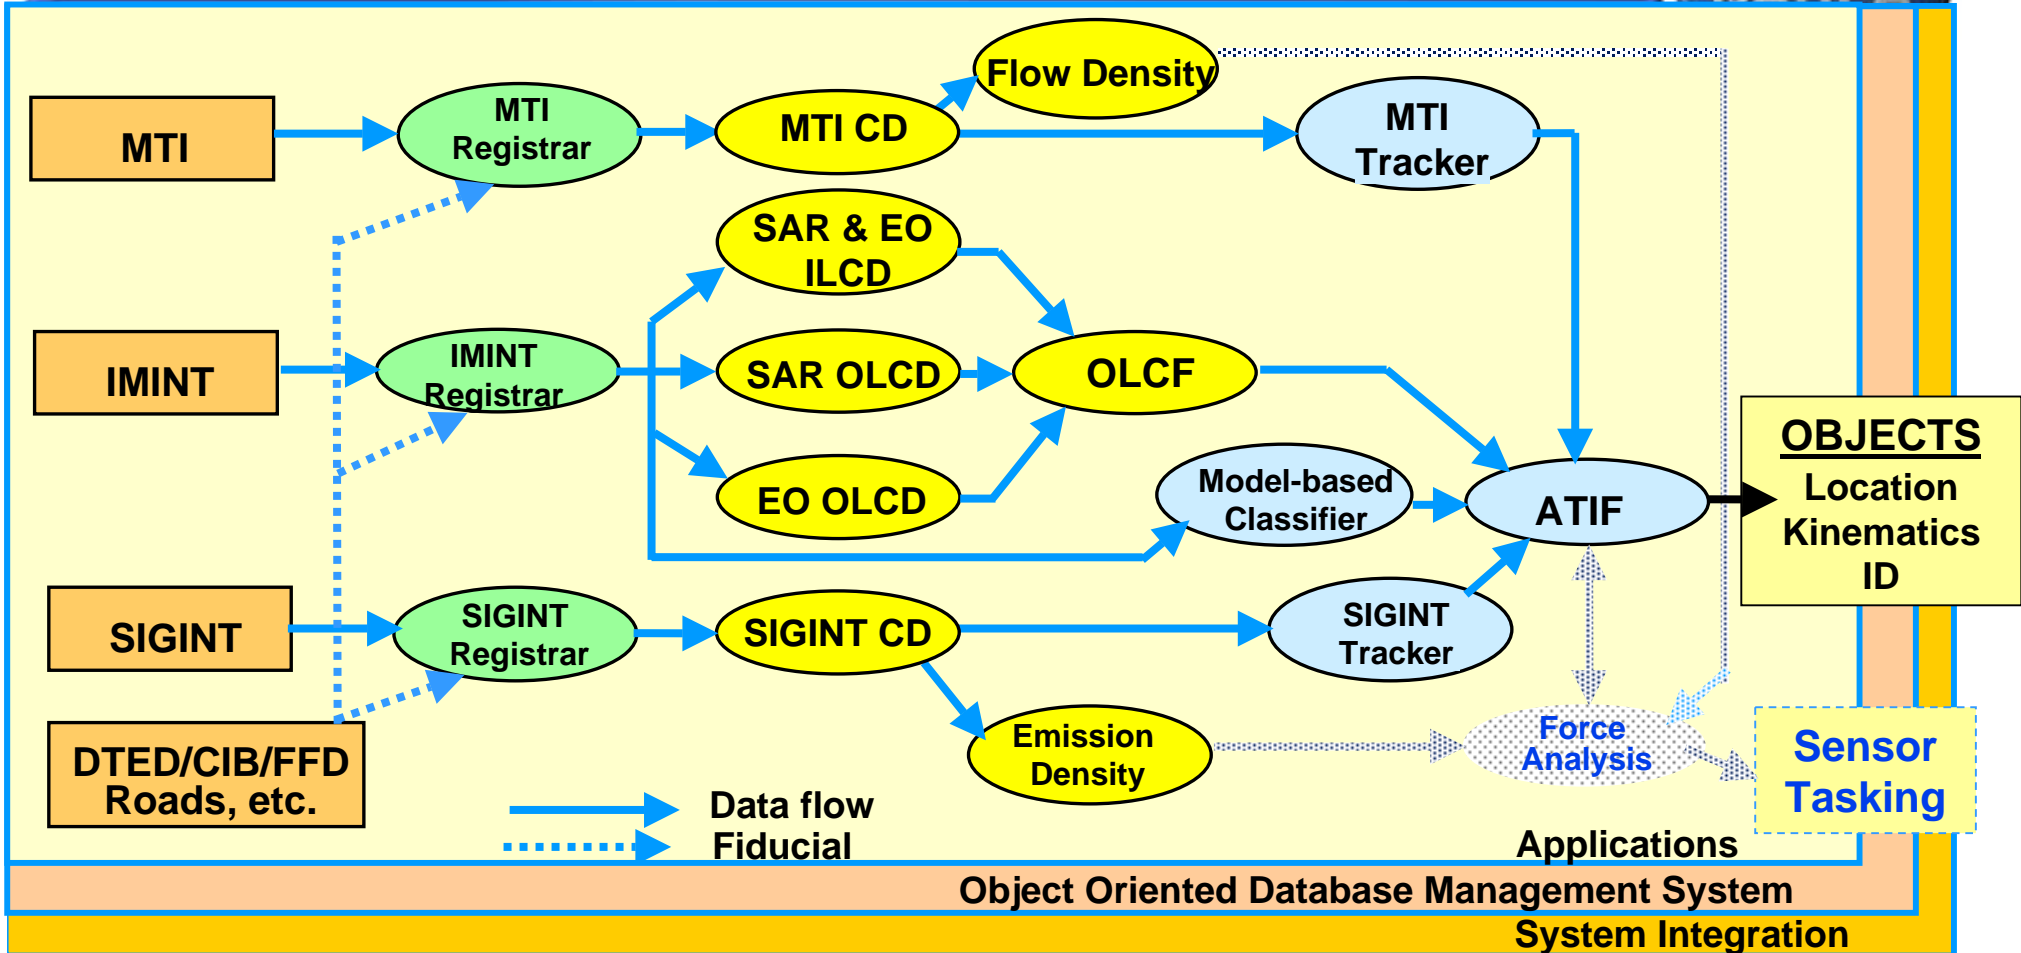 Flow Density
MTI
MTI
Registrar
MTI CD
MTI
Tracker
SAR & EO
ILCD
IMINT
IMINT
Registrar
SAR OLCD
OLCF
EO OLCD
Model-based
Classifier
ATIF
OBJECTS
Location
Kinematics
ID
SIGINT
SIGINT
Registrar
SIGINT CD
SIGINT
Tracker
DTED/CIB/FFD
Roads, etc.
Emission
Density
Force
Analysis
Sensor
Tasking
Data flow
Fiducial
Applications
Object Oriented Database Management System
System Integration